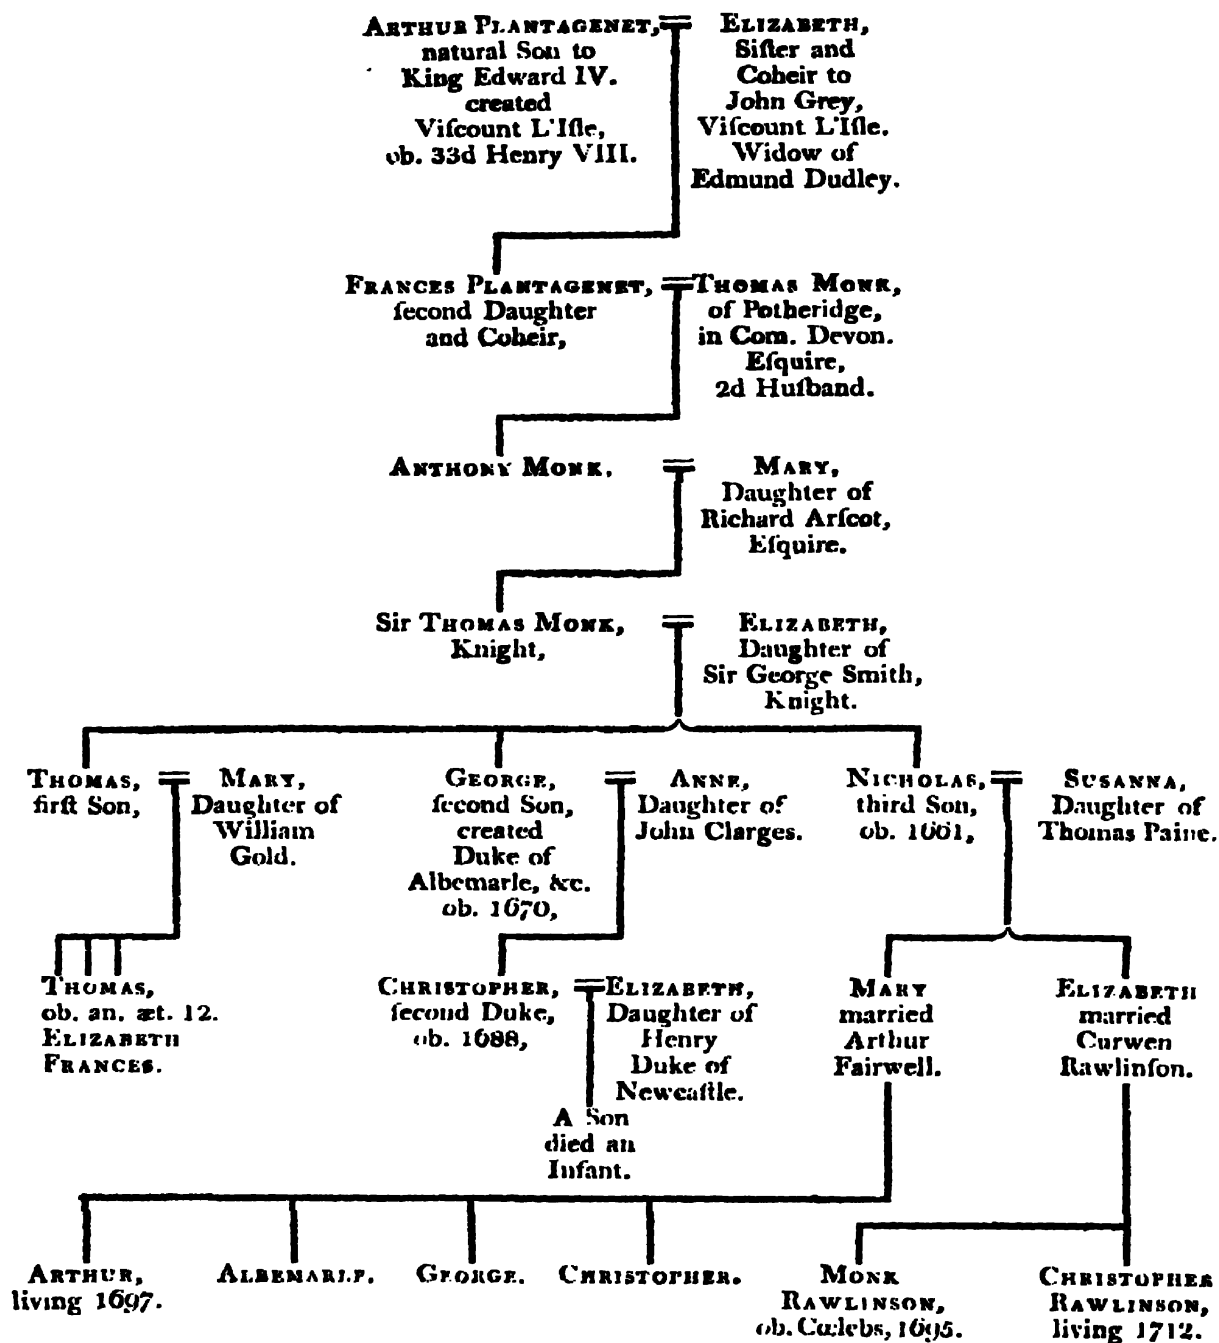 ARTHUR PLANTAGENET,
natural Son to
King Edward IV.
created
Viſcount L'Iſle,
ob. 33d Henry VIII.
ELIZABETH,
Siſter and
Coheir to
John Grey,
Viſcount L'Iſle.
Widow of
Edmund Dudley.
FRANCES PLANTAGENET,
ſecond Daughter
and Coheir,
THOMAS MONK,
of Potheridge,
in Com. Devon.
Eſquire,
2d Huſband.
ANTHONY MONK.
MARY,
Daughter of
Richard Arſcot,
Eſquire.
Sir THOMAS MONK,
Knight,
ELIZABETH,
Daughter of
Sir George Smith,
Knight.
THOMAS,
firſt Son,
MARY,
Daughter of
William
Gold.
GEORGE,
ſecond Son,
created
Duke of
Albemarle, &c.
ob. 1670,
ANNE,
Daughter of
John Clarges.
NICHOLAS,
third Son,
ob. 1661,
SUSANNA,
Daughter of
Thomas Paine.
THOMAS,
ob. an. æt. 12.
ELIZABETH
FRANCES.
CHRISTOPHER,
ſecond Duke,
ob. 1688,
ELIZABETH,
Daughter of
Henry
Duke of
Newcaſtle.
A Son
died an
Infant.
MARY
married
Arthur
Fairwell.
ELIZABETH
married
Curwen
Rawlinſon.
ARTHUR,
living 1697.
ALBEMARLE.
GEORGE.
CHRISTOPHER.
MONK
RAWLINSON,
ob. Cœlebs, 1695.
CHRISTOPHER
RAWLINSON,
living 1712.